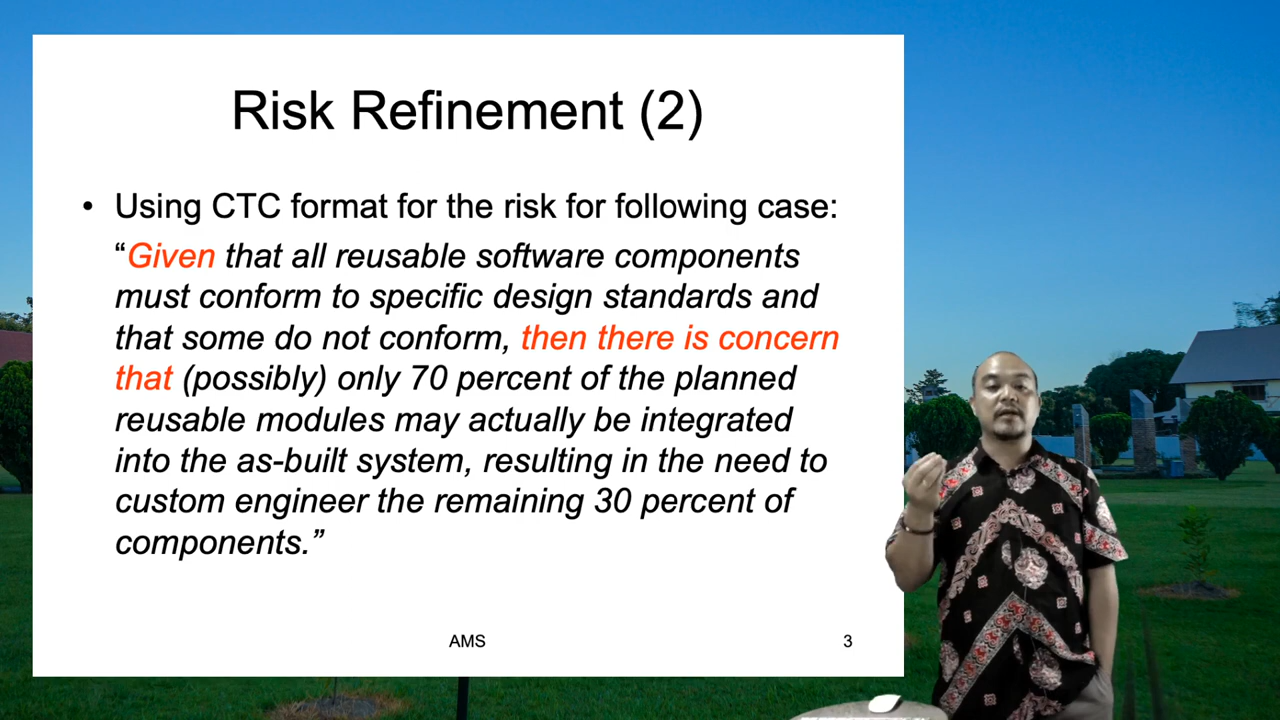 Risk Refinement (2)
• Using CTC format for the risk for following case:
“Given that all reusable software components
must conform to specific design standards and
that some do not conform, then there is concern
that (possibly) only 70 percent of the planned
reusable modules may actually be integrated
into the as-built system, resulting in the need to
custom engineer the remaining 30 percent of
components.”
AMS
3